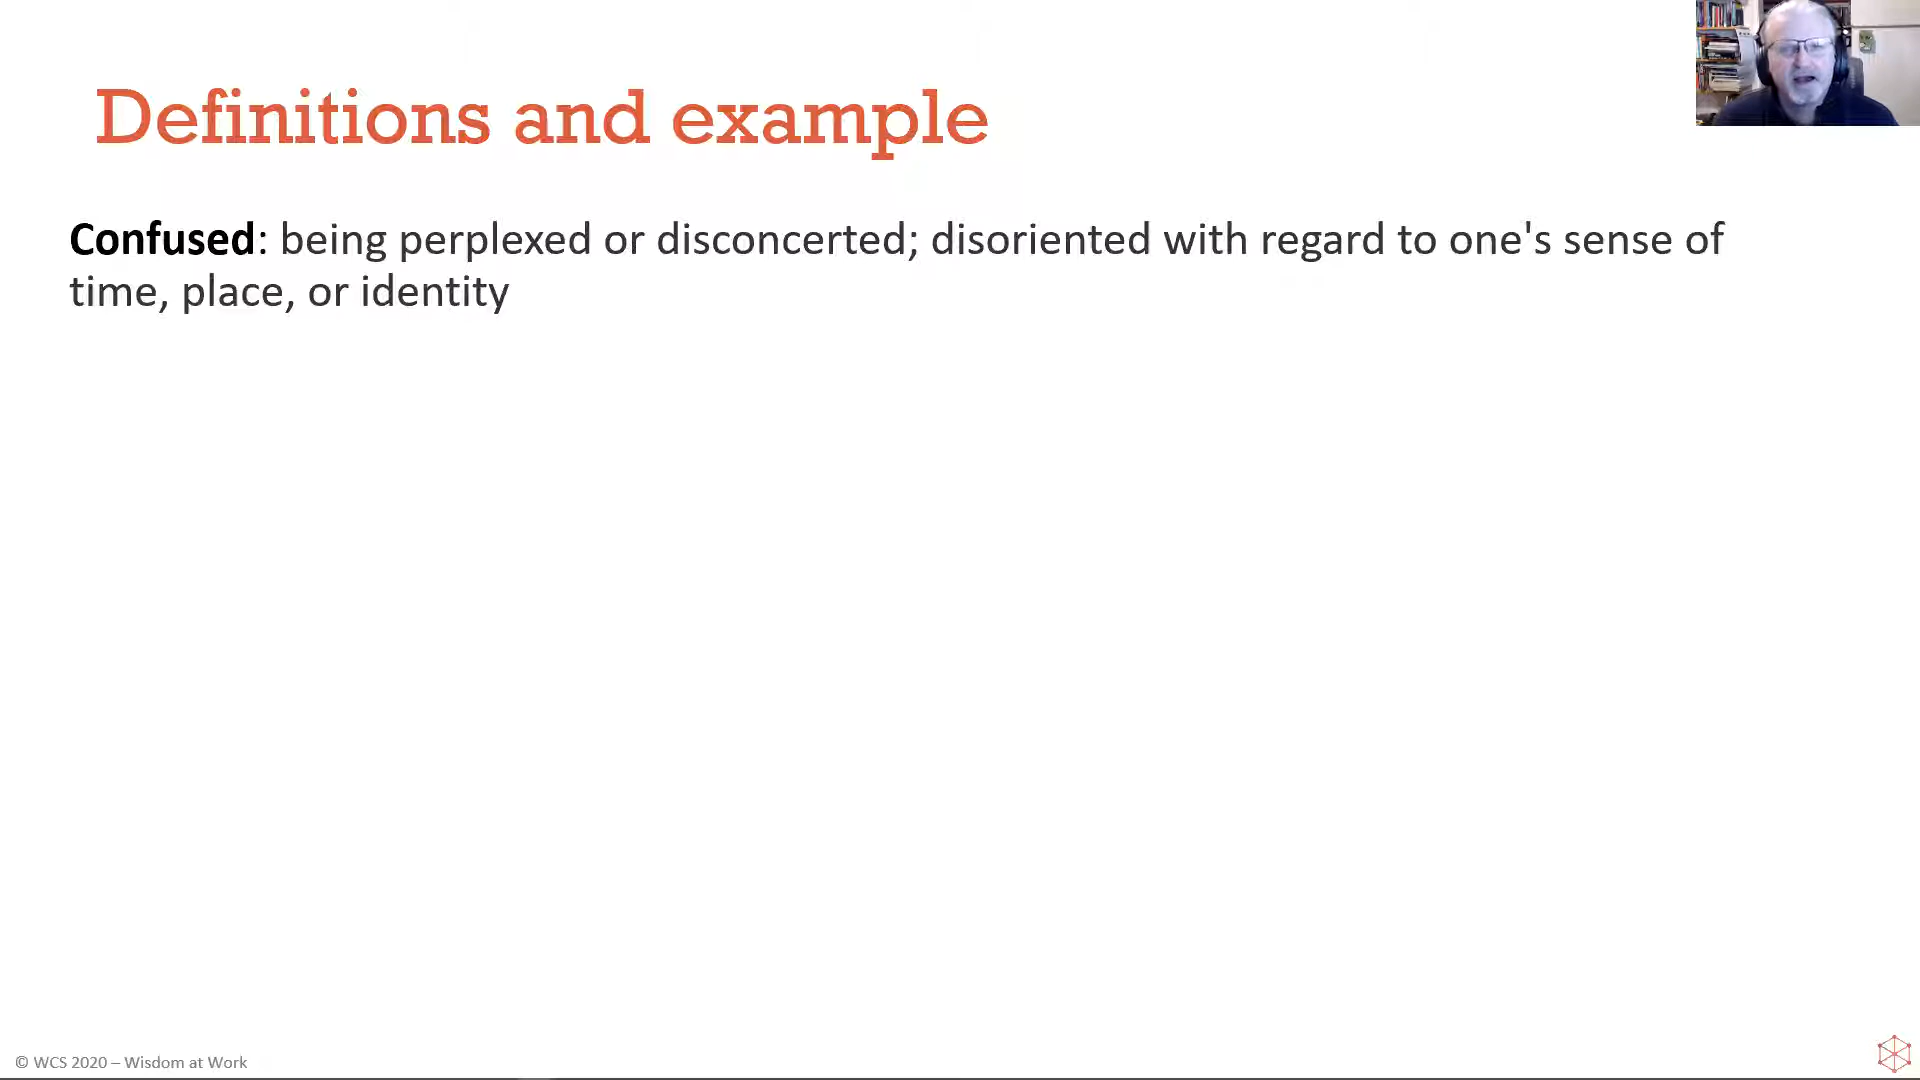 Definitions and example
Confused: being perplexed or disconcerted; disoriented with regard to one's sense of
time, place, or identity
© WCS 2020 – Wisdom at Work